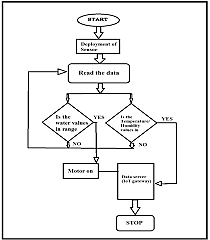 START
Deployment of
Sensor
Read the data
Is the
water values
in range
YES
Is the
Temperature/
Humidity
values in
YES
NO
NO
Motor on
Data server
(IoT gateway)
STOP